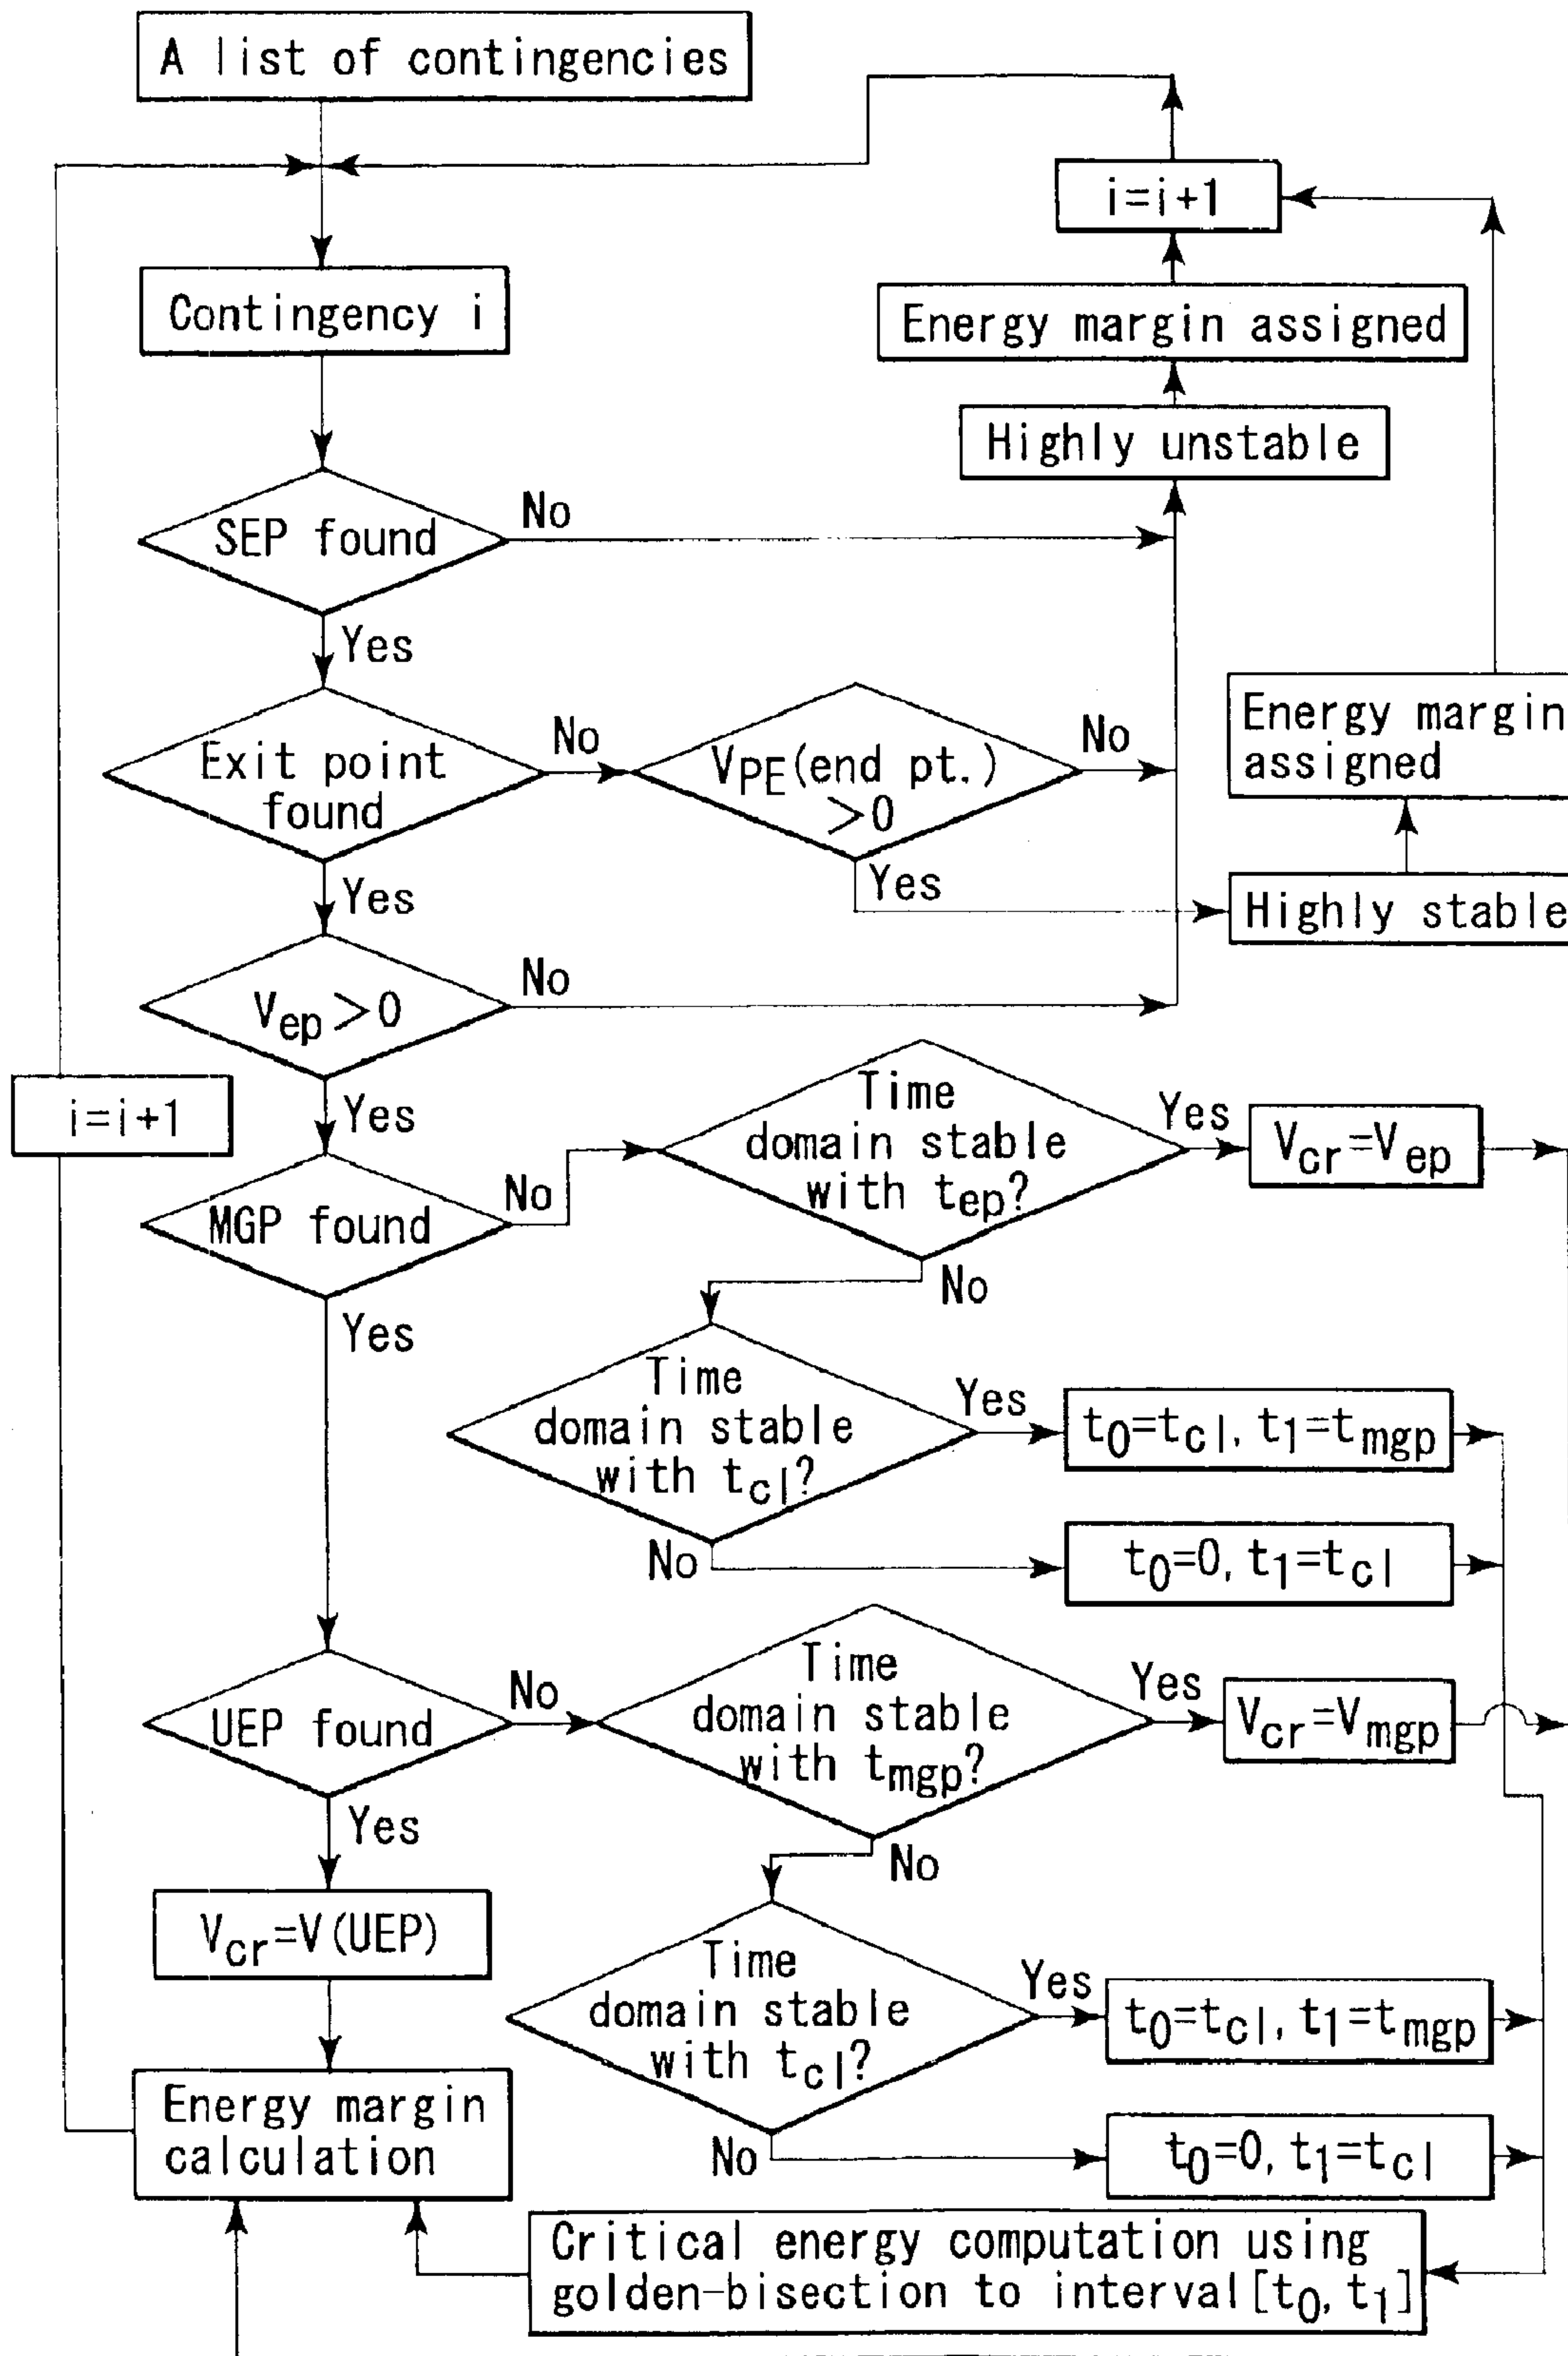 A list of contingencies
i=i+1
Contingency i
Energy margin assigned
Highly unstable
SEP found
No
Yes
Exit point
found
No
VPE(end pt.)
>0
No
Energy margin
assigned
Yes
Yes
Highly stable
Vep>0
No
i=i+1
Yes
Time
domain stable
with tep?
Yes
Vcr=Vep
MGP found
No
No
Yes
Time
domain stable
with tcl?
Yes
t0=tcl, t1=tmgp
No
t0=0, t1=tcl
UEP found
No
Time
domain stable
with tmgp?
Yes
Vcr=Vmgp
Yes
No
Vcr=V(UEP)
Time
domain stable
with tcl?
Yes
t0=tcl, t1=tmgp
Energy margin
calculation
No
t0=0, t1=tcl
Critical energy computation using
golden-bisection to interval[t0, t1]